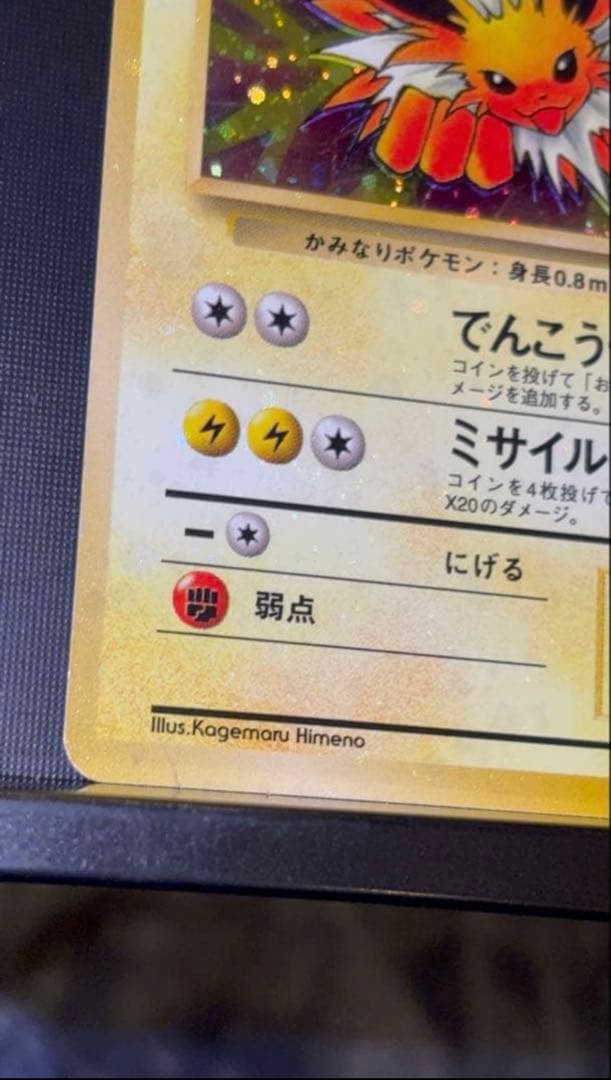 かみなりポケモン：身長0.8m
でんこう
コインを投げて「お
メージを追加する。
ミサイル
コインを4枚投げて
X20のダメージ。
ー
にげる
弱点
Illus.Kagemaru Himeno